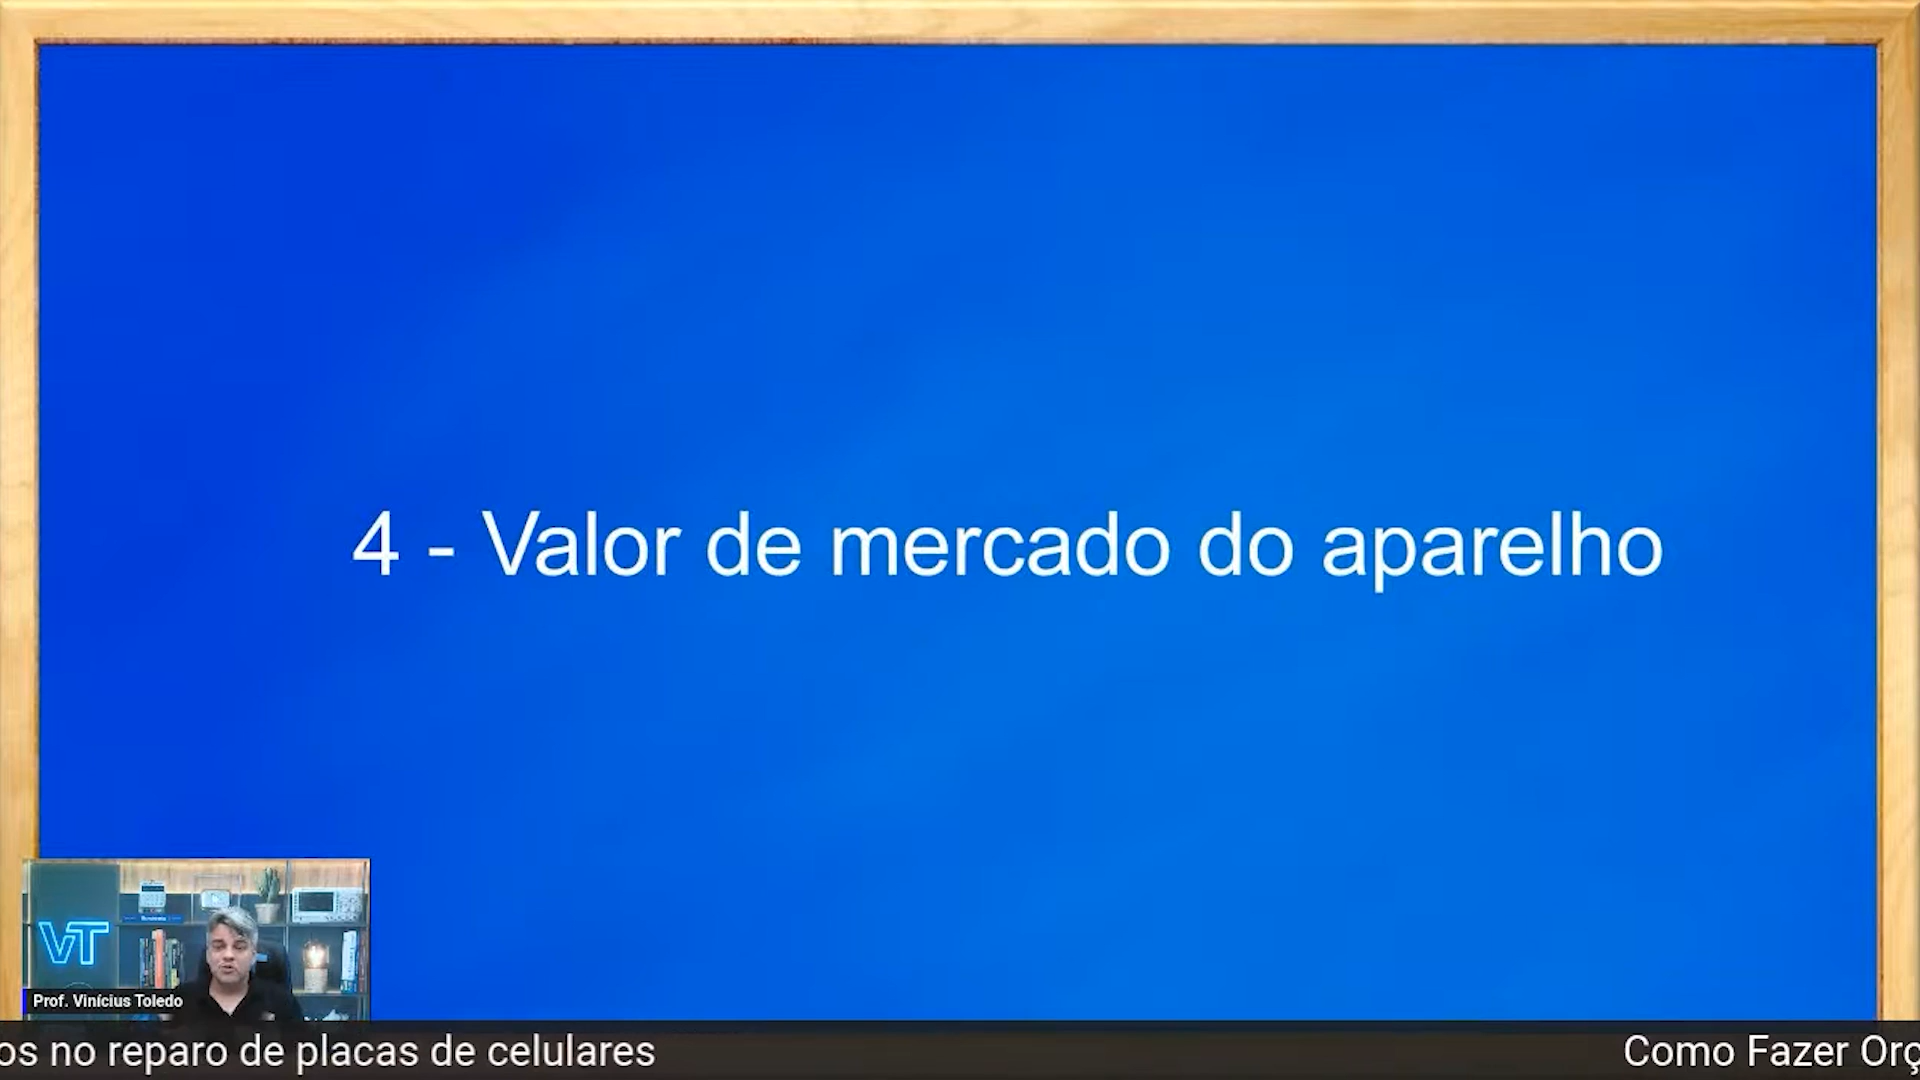 4 - Valor de mercado do aparelho
VT
Prof. Vinícius Toledo
os no reparo de placas de celulares
Como Fazer Orç